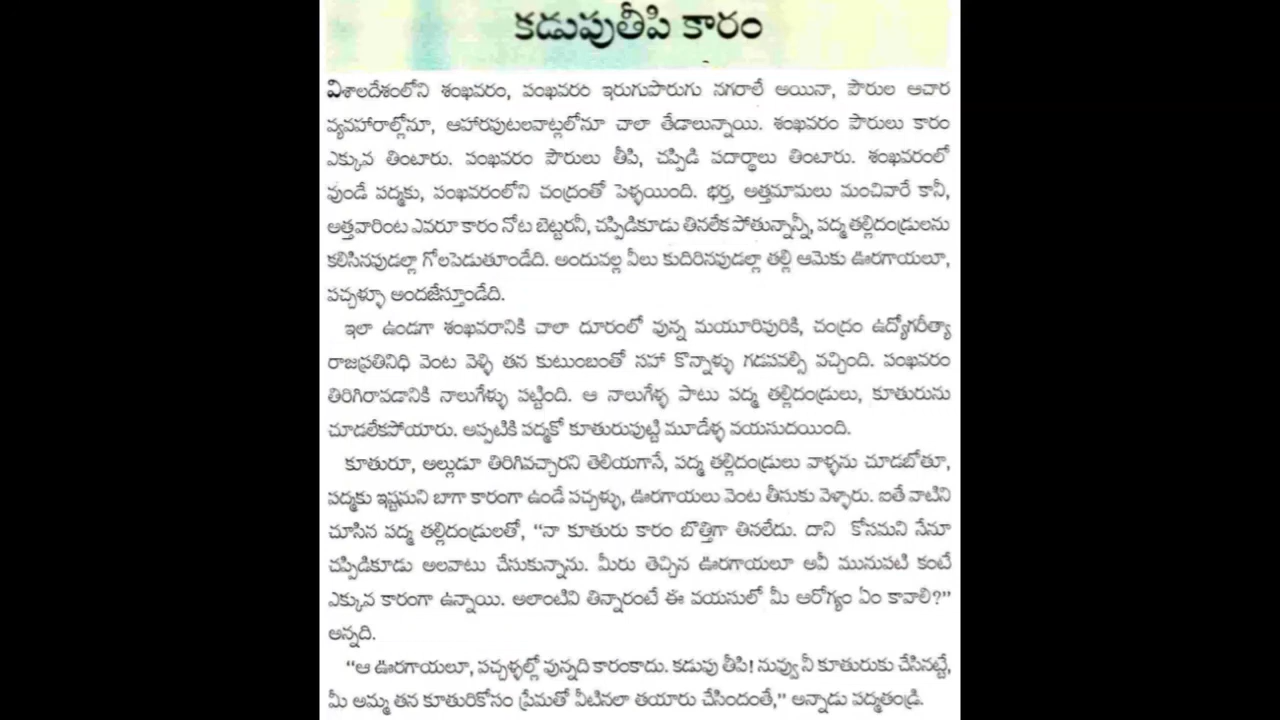 కడుపుతీపి కారం
విశాలదేశంలోని శంఖవరం, పంఖవరం ఇరుగుపొరుగు నగరాలే అయినా, పౌరుల ఆచార
వ్యవహారాల్లోనూ, ఆహారపుటలవాట్లలోనూ చాలా తేడాలున్నాయి. శంఖవరం పౌరులు కారం
ఎక్కువ తింటారు. పంఖవరం పౌరులు తీపి, చప్పిడి పదార్థాలు తింటారు. శంఖవరంలో
వుండే పద్మకు, పంఖవరంలోని చంద్రంతో పెళ్ళయింది. భర్త, అత్తమామలు మంచివారే కానీ,
అత్తవారింట ఎవరూ కారం నోట బెట్టరనీ, చప్పిడికూడు తినలేక పోతున్నాన్నీ, పద్మ తల్లిదండ్రులను
కలిసినపుడల్లా గోలపెడుతూండేది. అందువల్ల వీలు కుదిరినపుడల్లా తల్లి ఆమెకు ఊరగాయలూ,
పచ్చళ్ళూ అందజేస్తూండేది.
ఇలా ఉండగా శంఖవరానికి చాలా దూరంలో వున్న మయూరిపురికి, చంద్రం ఉద్యోగరీత్యా
రాజప్రతినిధి వెంట వెళ్ళి తన కుటుంబంతో సహా కొన్నాళ్ళు గడపవల్సి వచ్చింది. పంఖవరం
తిరిగిరావడానికి నాలుగేళ్ళు పట్టింది. ఆ నాలుగేళ్ళ పాటు పద్మ తల్లిదండ్రులు, కూతురును
చూడలేకపోయారు. అప్పటికి పద్మకో కూతురుపుట్టి మూడేళ్ళ వయసుదయింది.
కూతురూ, అల్లుడూ తిరిగివచ్చారని తెలియగానే, పద్మ తల్లిదండ్రులు వాళ్ళను చూడబోతూ,
పద్మకు ఇష్టమని బాగా కారంగా ఉండే పచ్చళ్ళు, ఊరగాయలు వెంట తీసుకు వెళ్ళారు. ఐతే వాటిని
చూసిన పద్మ తల్లిదండ్రులతో, “నా కూతురు కారం బొత్తిగా తినలేదు. దాని కోసమని నేనూ
చప్పిడికూడు అలవాటు చేసుకున్నాను. మీరు తెచ్చిన ఊరగాయలూ అవీ మునుపటి కంటే
ఎక్కువ కారంగా ఉన్నాయి. అలాంటివి తిన్నారంటే ఈ వయసులో మీ ఆరోగ్యం ఏం కావాలి?”
అన్నది.
“ఆ ఊరగాయలూ, పచ్చళ్ళల్లో వున్నది కారంకాదు. కడుపు తీపి! నువ్వు నీ కూతురుకు చేసినట్టే,
మీ అమ్మ తన కూతురికోసం ప్రేమతో వీటినలా తయారు చేసిందంతే,” అన్నాడు పద్మతండ్రి.